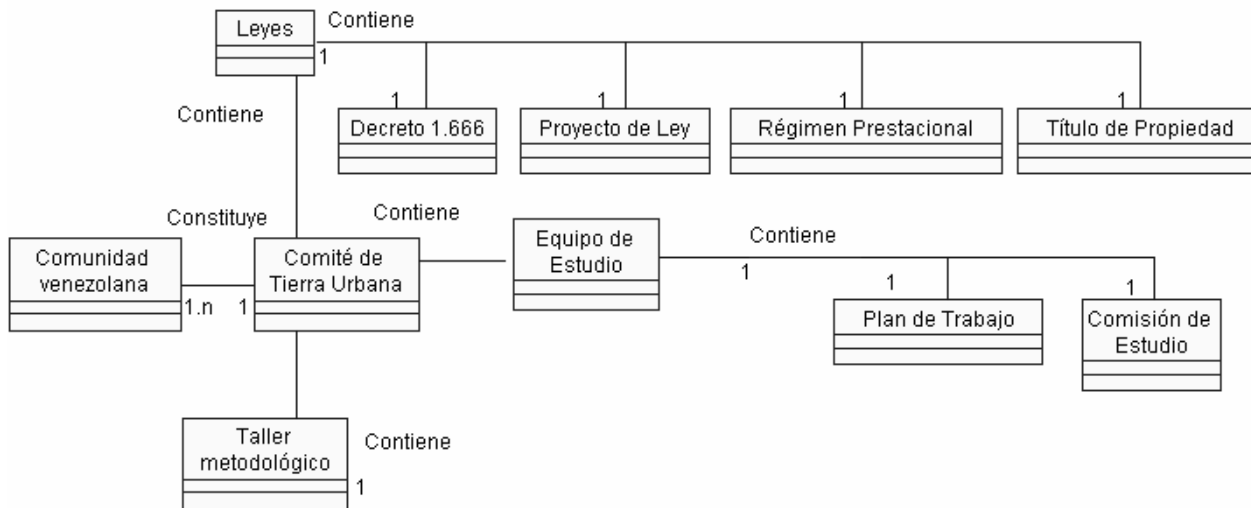 Leyes
Contiene
1
Contiene
1
1
1
1
Decreto 1.666
Proyecto de Ley
Régimen Prestacional
Título de Propiedad
Constituye
Contiene
Comunidad
venezolana
1.n
1
Comité de
Tierra Urbana
Equipo de
Estudio
Contiene
1
1
1
Plan de Trabajo
Comisión de
Estudio
Taller
metodológico
Contiene
1